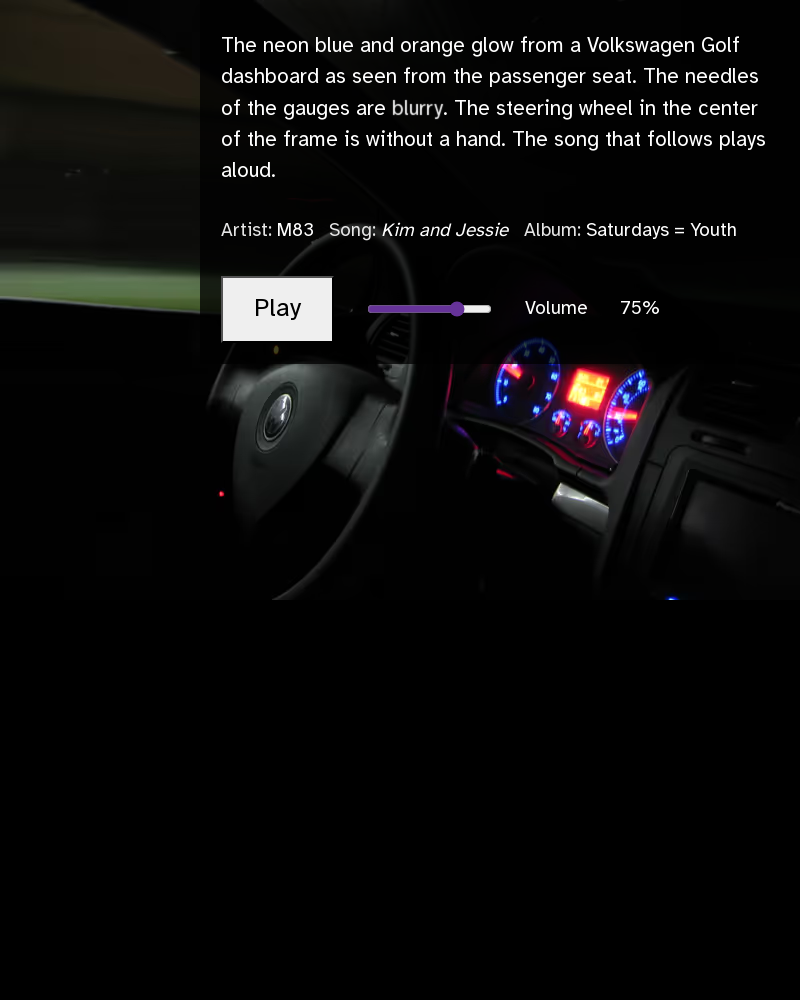 The neon blue and orange glow from a Volkswagen Golf
dashboard as seen from the passenger seat. The needles
of the gauges are blurry. The steering wheel in the center
of the frame is without a hand. The song that follows plays
aloud.
Artist: M83 Song: Kim and Jessie Album: Saturdays = Youth
Play Volume 75%